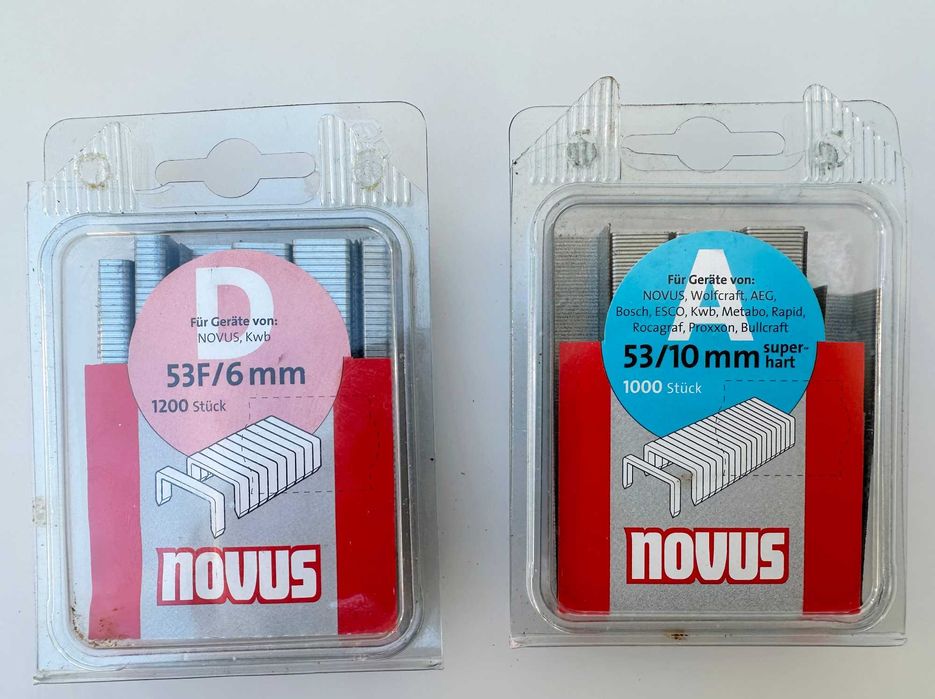 D
Für Geräte von:
NOVUS, Kwb
53F/6 mm
1200 Stück
novus
A
Für Geräte von:
NOVUS, Wolfcraft, AEG,
Bosch, ESCO, Kwb, Metabo, Rapid,
Rocagraf, Proxxon, Bullcraft
53/10 mm super-
hart
1000 Stück
novus